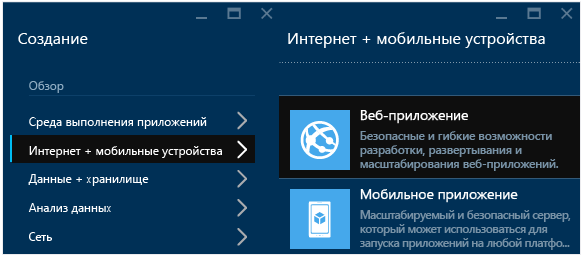 Создание
Обзор
Среда выполнения приложений
Интернет + мобильные устройства
Данные + хранилище
Анализ данных
Сеть
Интернет + мобильные устройства
Веб-приложение
Безопасные и гибкие возможности
разработки, развертывания и
масштабирования веб-приложений.
Мобильное приложение
Масштабируемый и безопасный сервер,
который может использоваться для
запуска приложений на любой платфо...